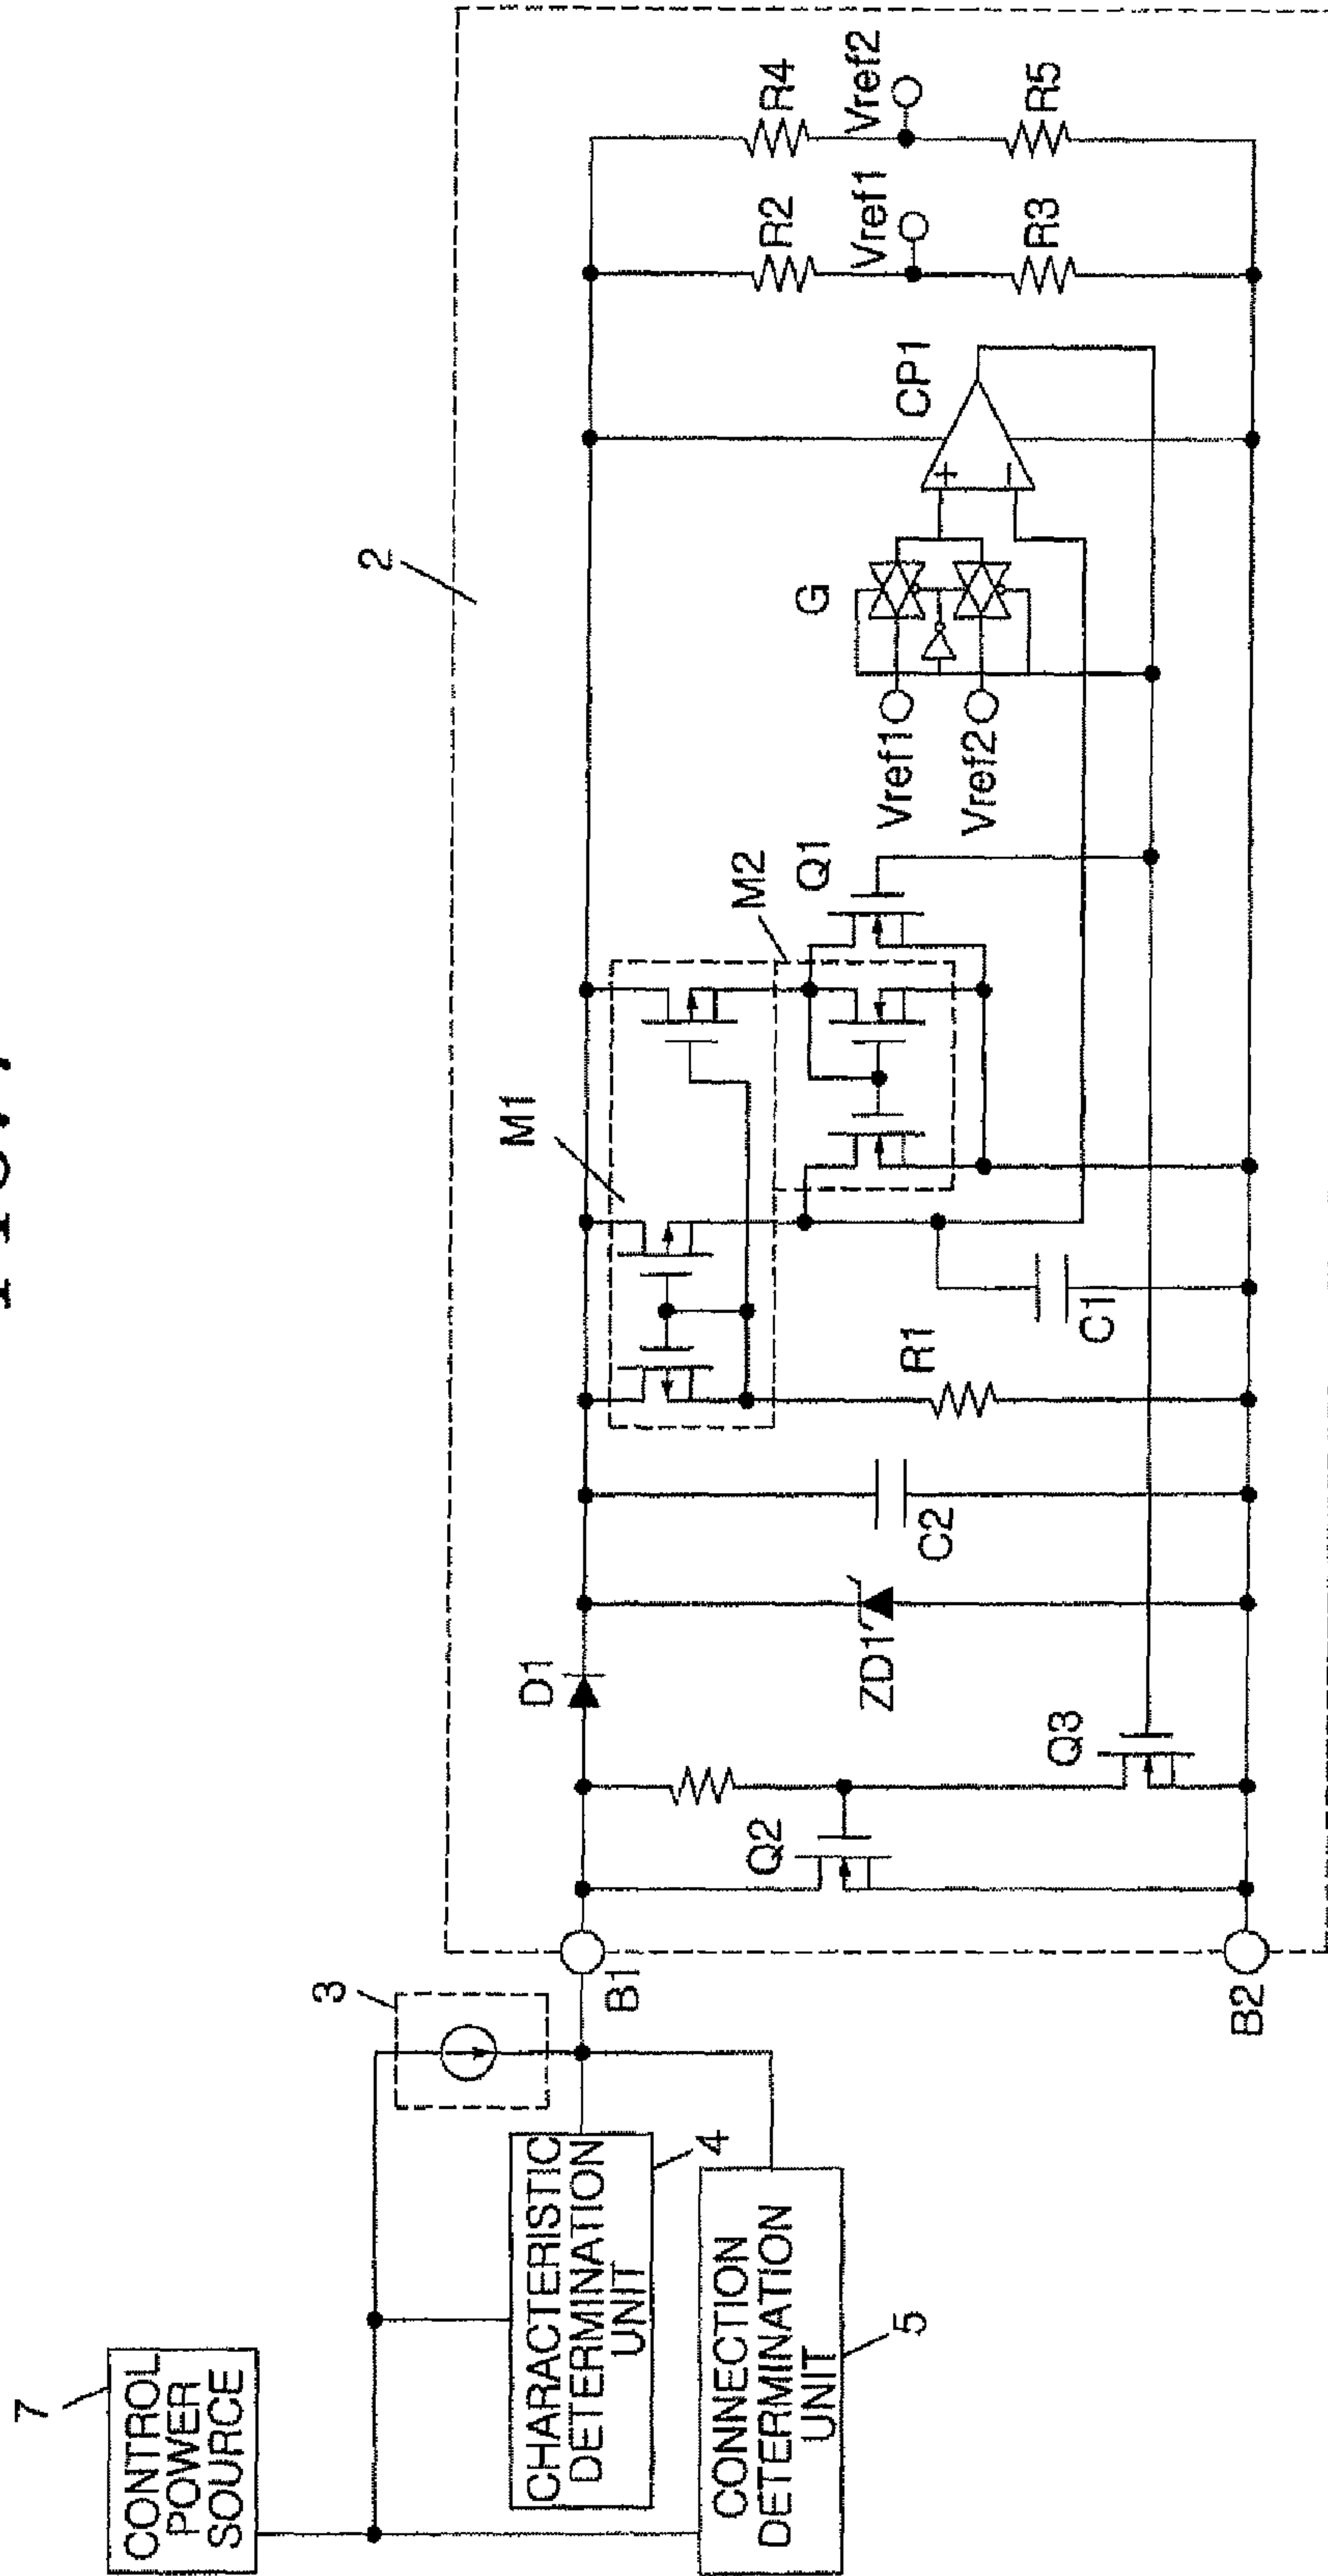 7
CONTROL
POWER
SOURCE
3
CHARACTERISTIC
DETERMINATION
UNIT
4
CONNECTION
DETERMINATION
UNIT
5
B1
B2
2
D1
Q2
Q3
ZD1
C2
R1
C1
M1
M2
Q1
G
Vref1
Vref2
CP1
+
−
R2
Vref1
R3
R4
Vref2
R5